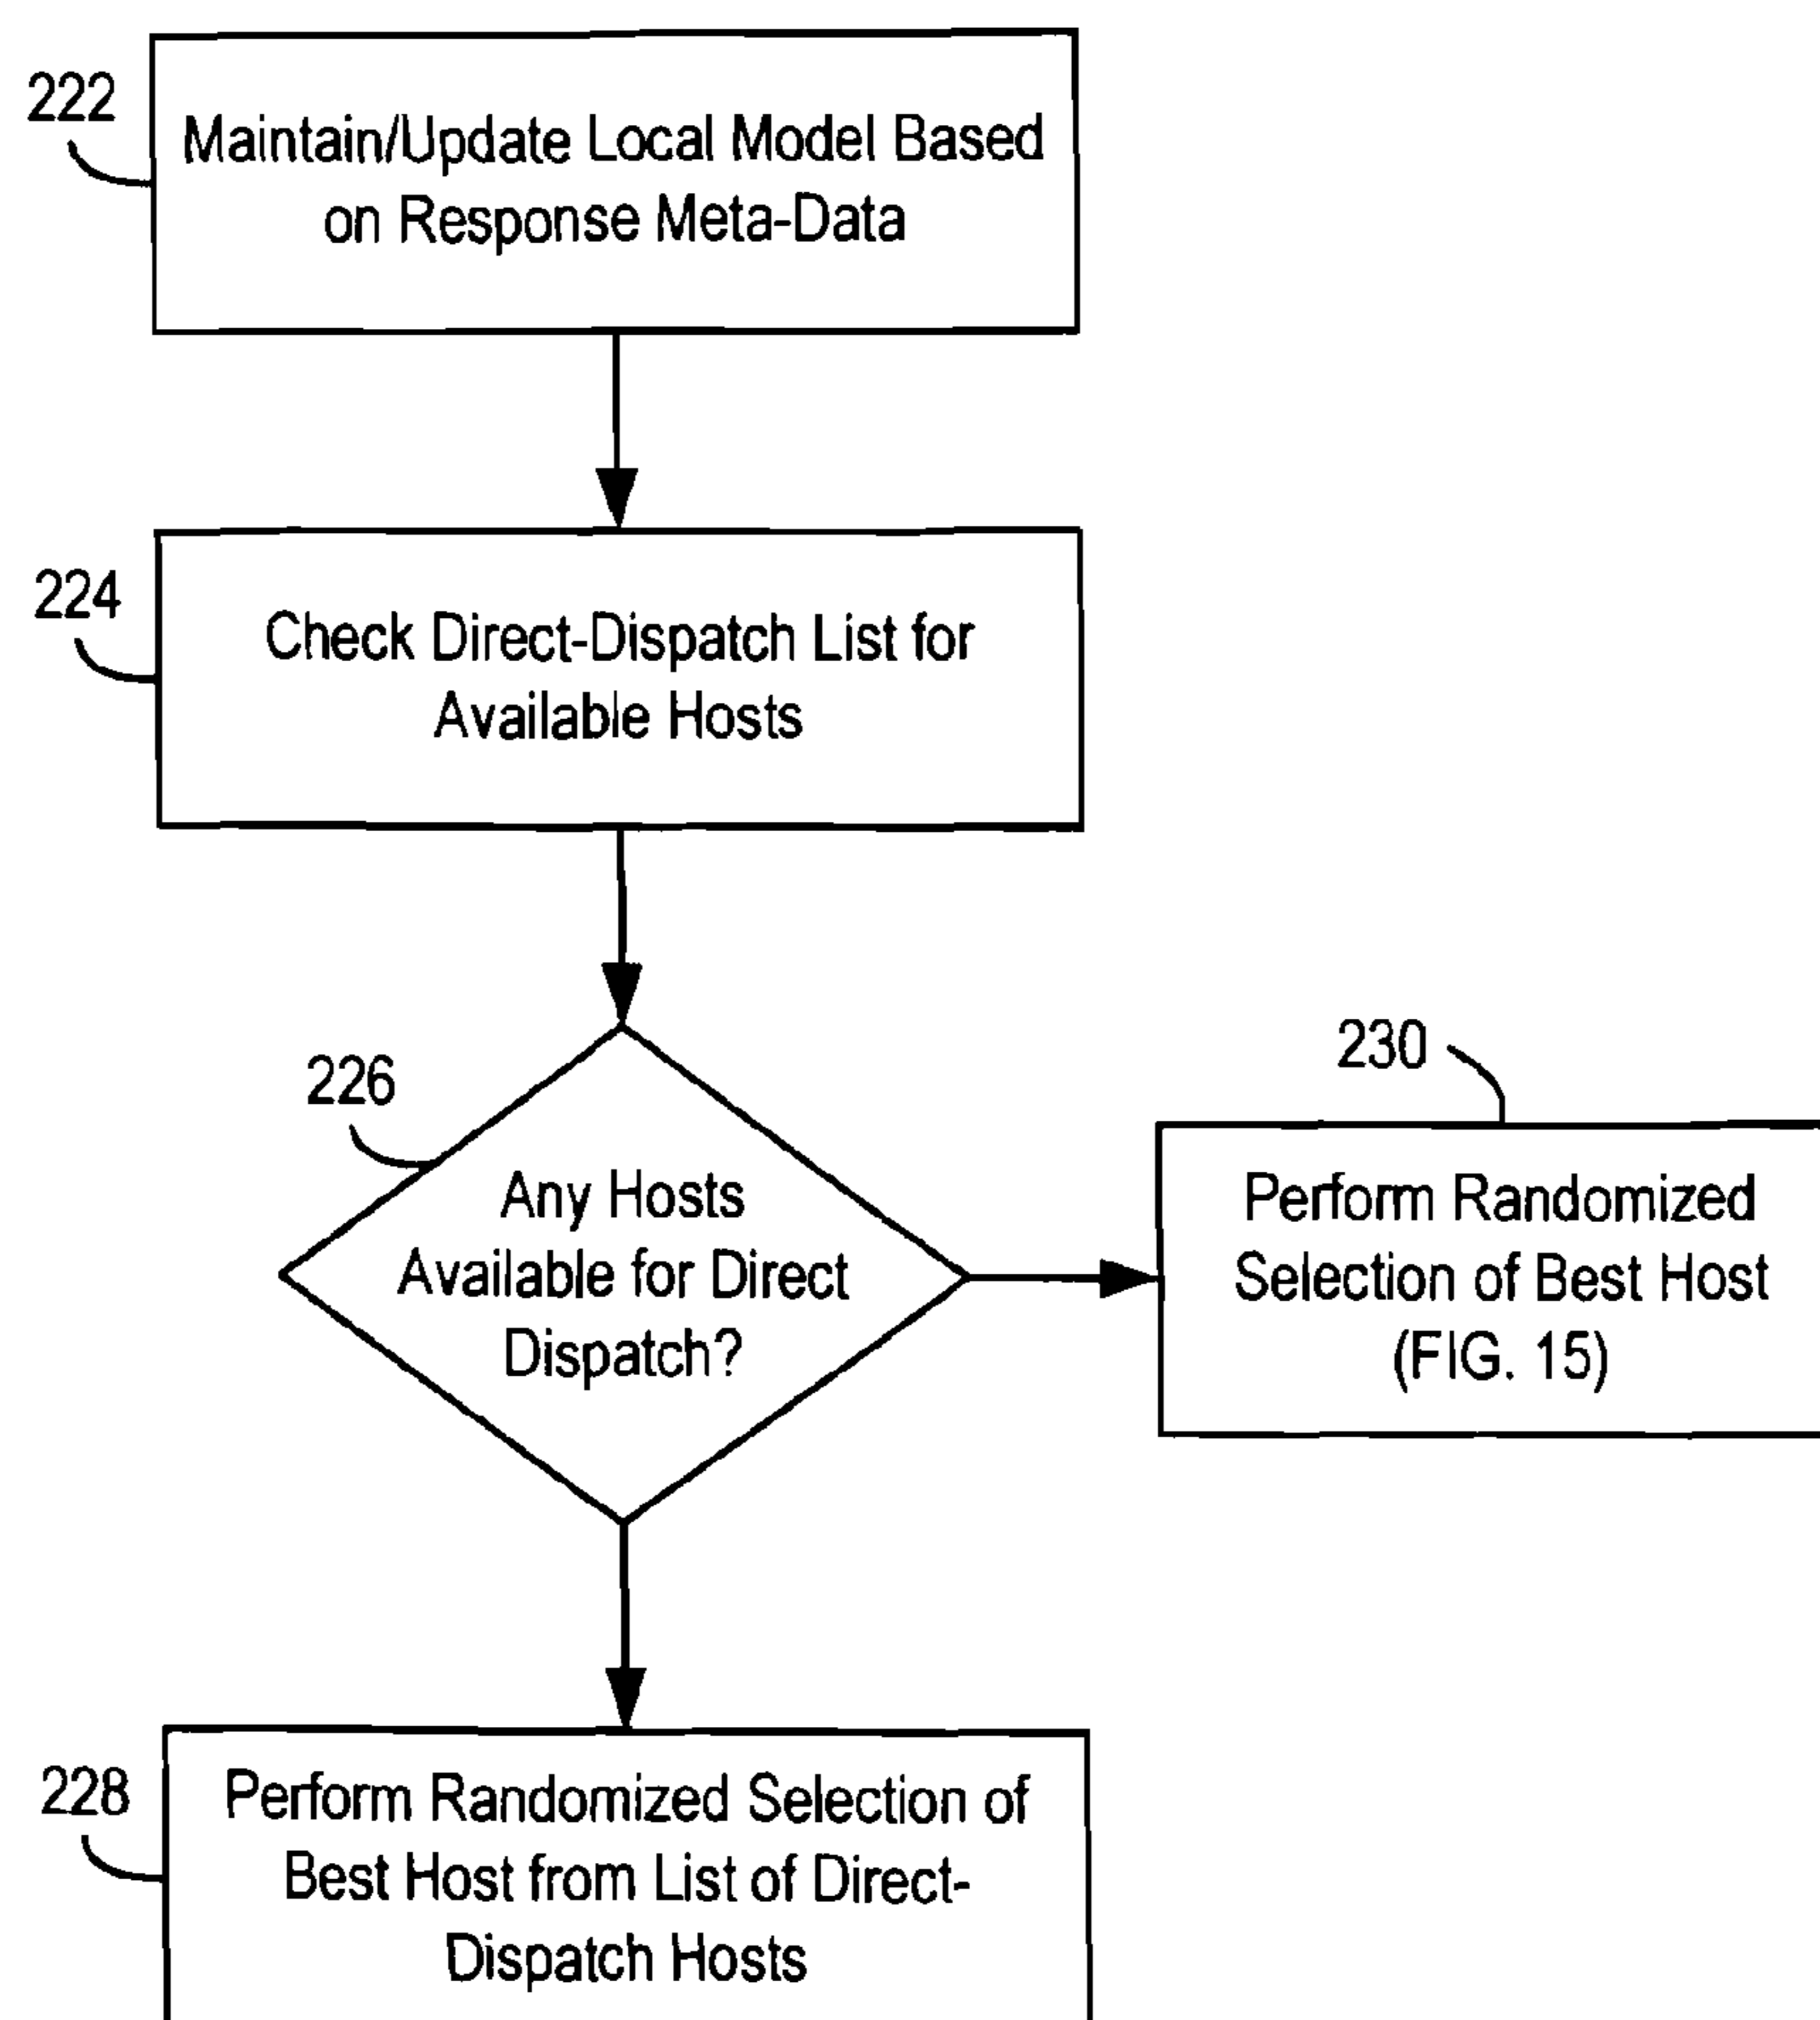 222
Maintain/Update Local Model Based
on Response Meta-Data
224
Check Direct-Dispatch List for
Available Hosts
226
Any Hosts
Available for Direct
Dispatch?
230
Perform Randomized
Selection of Best Host
(FIG. 15)
228
Perform Randomized Selection of
Best Host from List of Direct-
Dispatch Hosts